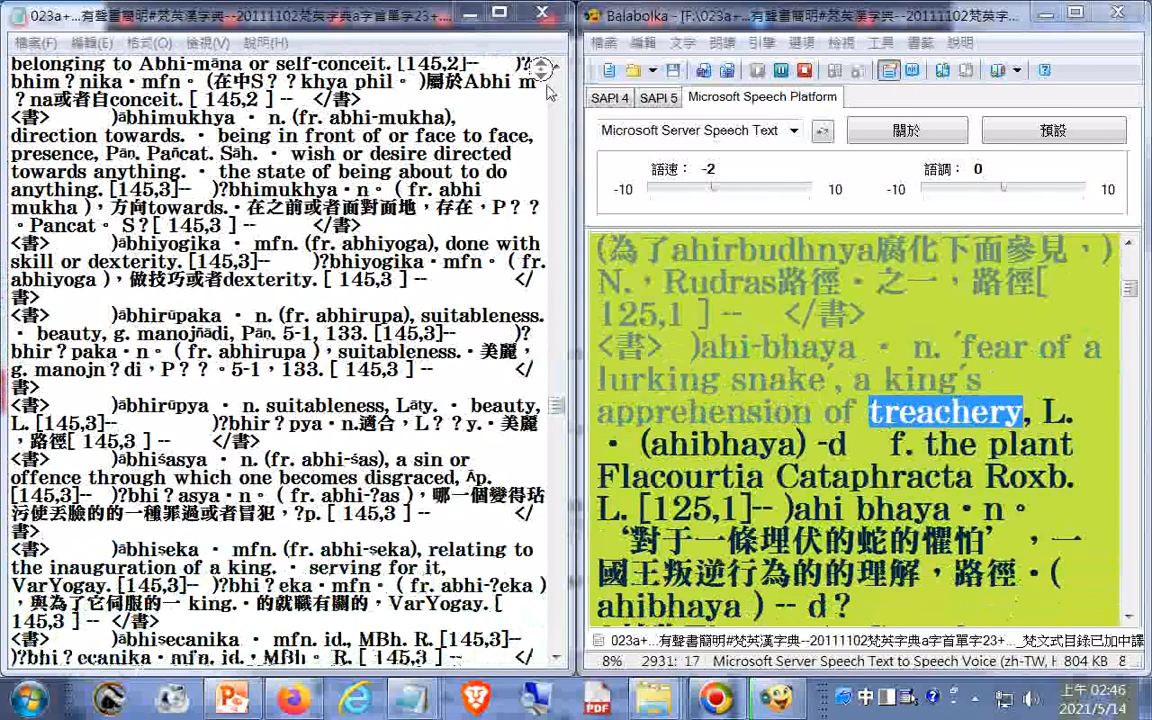 023a+...有聲書簡明#梵英漢字典--20111102梵英字典a字首單字23+...
檔案(F) 編輯(E) 格式(O) 檢視(V) 說明(H)
belonging to Abhi-māna or self-conceit. [145,2] )?
bhim ? nika・mfn。(在中S ? ? khya phil。)屬於Abhi m
? na或者自conceit. [ 145,2 ] -- </書>
<書> )ābhimukhya ・ n. (fr. abhi-mukha),
direction towards. ・ being in front of or face to face,
presence, Pāṇ. Pañcat. Sāh. ・ wish or desire directed
towards anything. ・ the state of being about to do
anything. [145,3]-- )?bhimukhya・n。( fr. abhi
mukha ),方向towards.・在之前或者面對面地,存在,P ? ?
。Pancat. S ?[ 145,3 ] -- </書>
<書> )ābhiyogika ・ mfn. (fr. abhiyoga), done with
skill or dexterity. [145,3]-- )?bhiyogika・mfn。( fr.
abhiyoga ),做技巧或者dexterity. [ 145,3 ] -- </
書>
<書> )ābhirūpaka ・ n. (fr. abhirupa), suitableness.
・ beauty, g. manojñādi, Pāṇ. 5-1, 133. [145,3]-- )?
bhir ? paka・n。( fr. abhirupa ),suitableness.・美麗,
g. manojn ? di,P ? ? 。5-1,133. [ 145,3 ] -- </
書>
<書> )ābhirūpya ・ n. suitableness, Lāṭy. ・ beauty,
L. [145,3]-- )?bhir ? pya・n.適合,L ? ? y.・美麗
,路徑[ 145,3 ] -- </書>
<書> )ābhiśasya ・ n. (fr. abhi-śas), a sin or
offence through which one becomes disgraced, Āp.
[145,3]-- )?bhi ? asya・n。( fr. abhi-?as ),哪一個變得玷
污使丟臉的的一種罪過或者冒犯,?p. [ 145,3 ] -- </
書>
<書> )ābhiṣeka ・ mfn. (fr. abhi-ṣeka), relating to
the inauguration of a king. ・ serving for it,
VarYogay. [145,3]-- )?bhi ? eka・mfn ( fr. abhi-?eka )
,與為了它伺服的一 king.・的就職有關的,VarYogay. [
145,3 ] -- </書>
<書> )ābhiṣecanika ・ mfn. id., MBh. R. [145,3]--
)?bhi ? ecanika・mfn. id.,MBh。R. [ 145,3 ] -- </
Balabolka - [F:\023a+...有聲書簡明#梵英漢字典--20111102梵英字...
檔案 編輯 文字 朗讀 引擎 選項 檢視 工具 書籤 說明
SAPI 4 SAPI 5 Microsoft Speech Platform
Microsoft Server Speech Text 關於 預設
語速: -2 語調: 0
-10 10 -10 10
(為了ahirbudhnya腐化下面參見,)
N.,Rudras路徑・之一,路徑[
125,1 ] -- </書>
<書> )ahi-bhaya ・ n. 'fear of a
lurking snake', a king's
apprehension of treachery, L.
・ (ahibhaya) -d f. the plant
Flacourtia Cataphracta Roxb.
L. [125,1]-- )ahi bhaya・n。
‘對于一條埋伏的蛇的懼怕’,一
國王叛逆行為的的理解,路徑・(
ahibhaya ) -- d ?
023a+...有聲書簡明#梵英漢字典--20111102梵英字典a字首單字23+..._梵文式目錄已加中譯
8% 2931: 17 Microsoft Server Speech Text to Speech Voice (zh-TW, H 804 KB 8
PDF 中 上午 02:46
2021/5/14